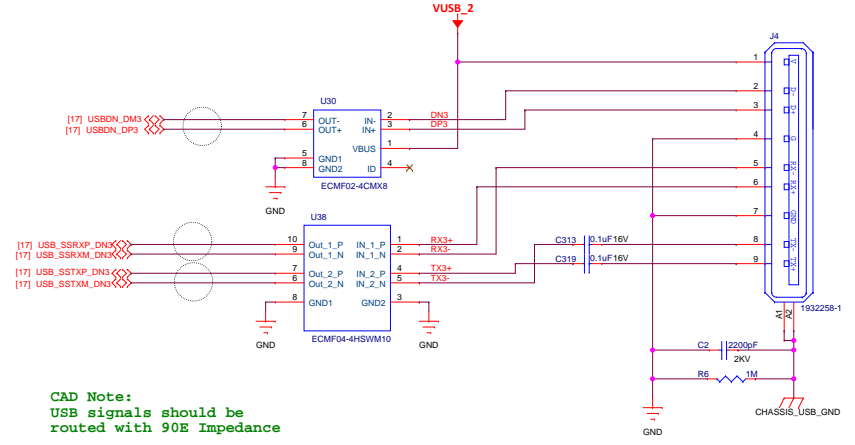 VUSB_2
J4
1
V
2
D-
3
D+
4
G
5
RX-
6
RX+
7
GND
8
TX-
9
TX+
A1
A2
1932258-1
U30
[17] USBDN_DM3
7
OUT-
IN-
2
DN3
[17] USBDN_DP3
6
OUT+
IN+
3
DP3
VBUS
1
5
GND1
8
GND2
ID
4
ECMF02-4CMX8
GND
U38
[17] USB_SSRXP_DN3
10
Out_1_P
IN_1_P
1
RX3+
[17] USB_SSRXM_DN3
9
Out_1_N
IN_1_N
2
RX3-
[17] USB_SSTXP_DN3
7
Out_2_P
IN_2_P
4
TX3+
[17] USB_SSTXM_DN3
6
Out_2_N
IN_2_N
5
TX3-
8
GND1
GND2
3
ECMF04-4HSWM10
GND
GND
C313
0.1uF16V
C319
0.1uF16V
C2
2200pF
2KV
R6
1M
GND
CHASSIS_USB_GND
CAD Note:
USB signals should be
routed with 90E Impedance